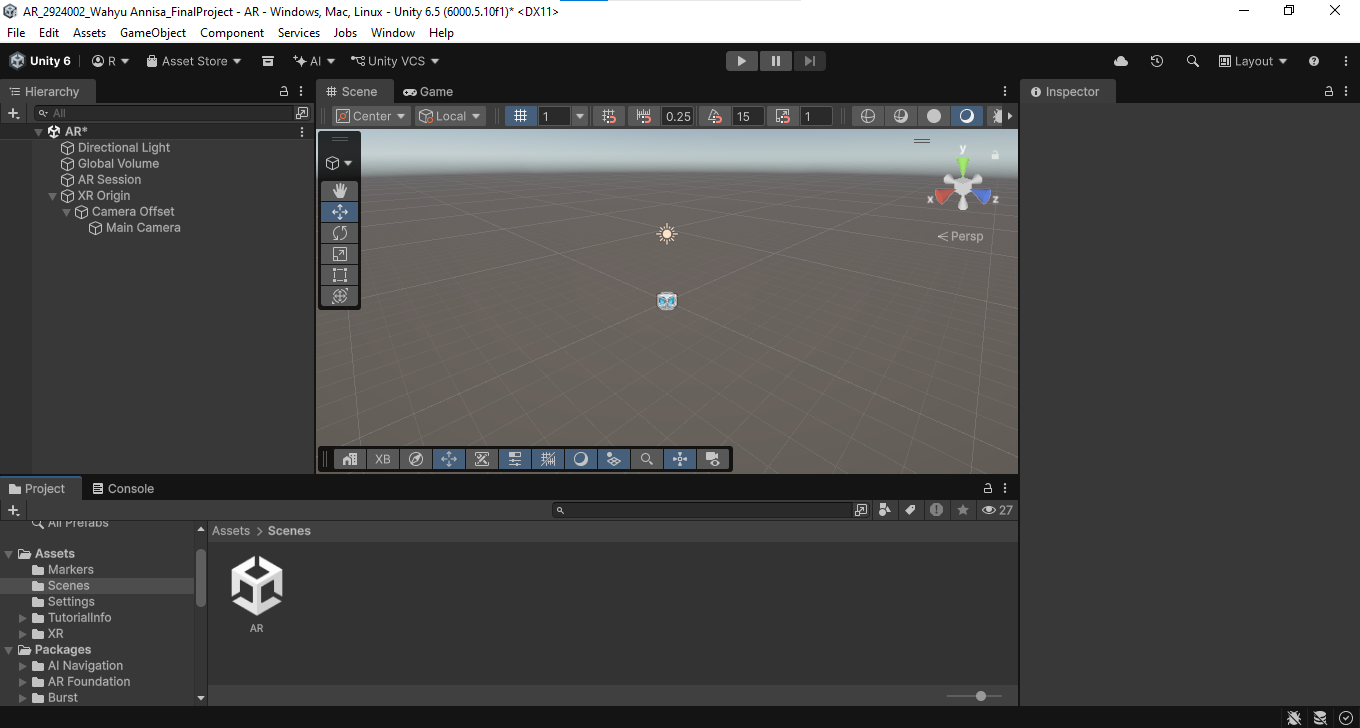 AR_2924002_Wahyu Annisa_FinalProject - AR - Windows, Mac, Linux - Unity 6.5 (6000.5.10f1)* <DX11>
File Edit Assets GameObject Component Services Jobs Window Help
Unity 6 R Asset Store AI Unity VCS Layout
Hierarchy
All
AR*
Directional Light
Global Volume
AR Session
XR Origin
Camera Offset
Main Camera
Scene Game
Center Local 1 0.25 15 1
y
x z
Persp
XB
Inspector
Project Console
27
All Prefabs
Assets
Markers
Scenes
Settings
TutorialInfo
XR
Packages
AI Navigation
AR Foundation
Burst
Assets > Scenes
AR